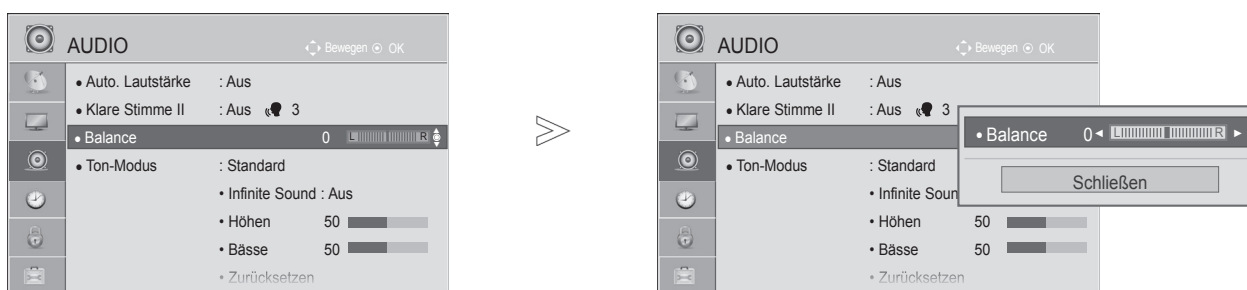 AUDIO
Bewegen OK
• Auto. Lautstärke : Aus
• Klare Stimme II : Aus 3
• Balance 0 L R
• Ton-Modus : Standard
• Infinite Sound : Aus
• Höhen 50
• Bässe 50
• Zurücksetzen
AUDIO
Bewegen OK
• Auto. Lautstärke : Aus
• Klare Stimme II : Aus 3
• Balance
• Ton-Modus : Standard
• Infinite Soun
• Höhen 50
• Bässe 50
• Zurücksetzen
• Balance 0 L R
Schließen